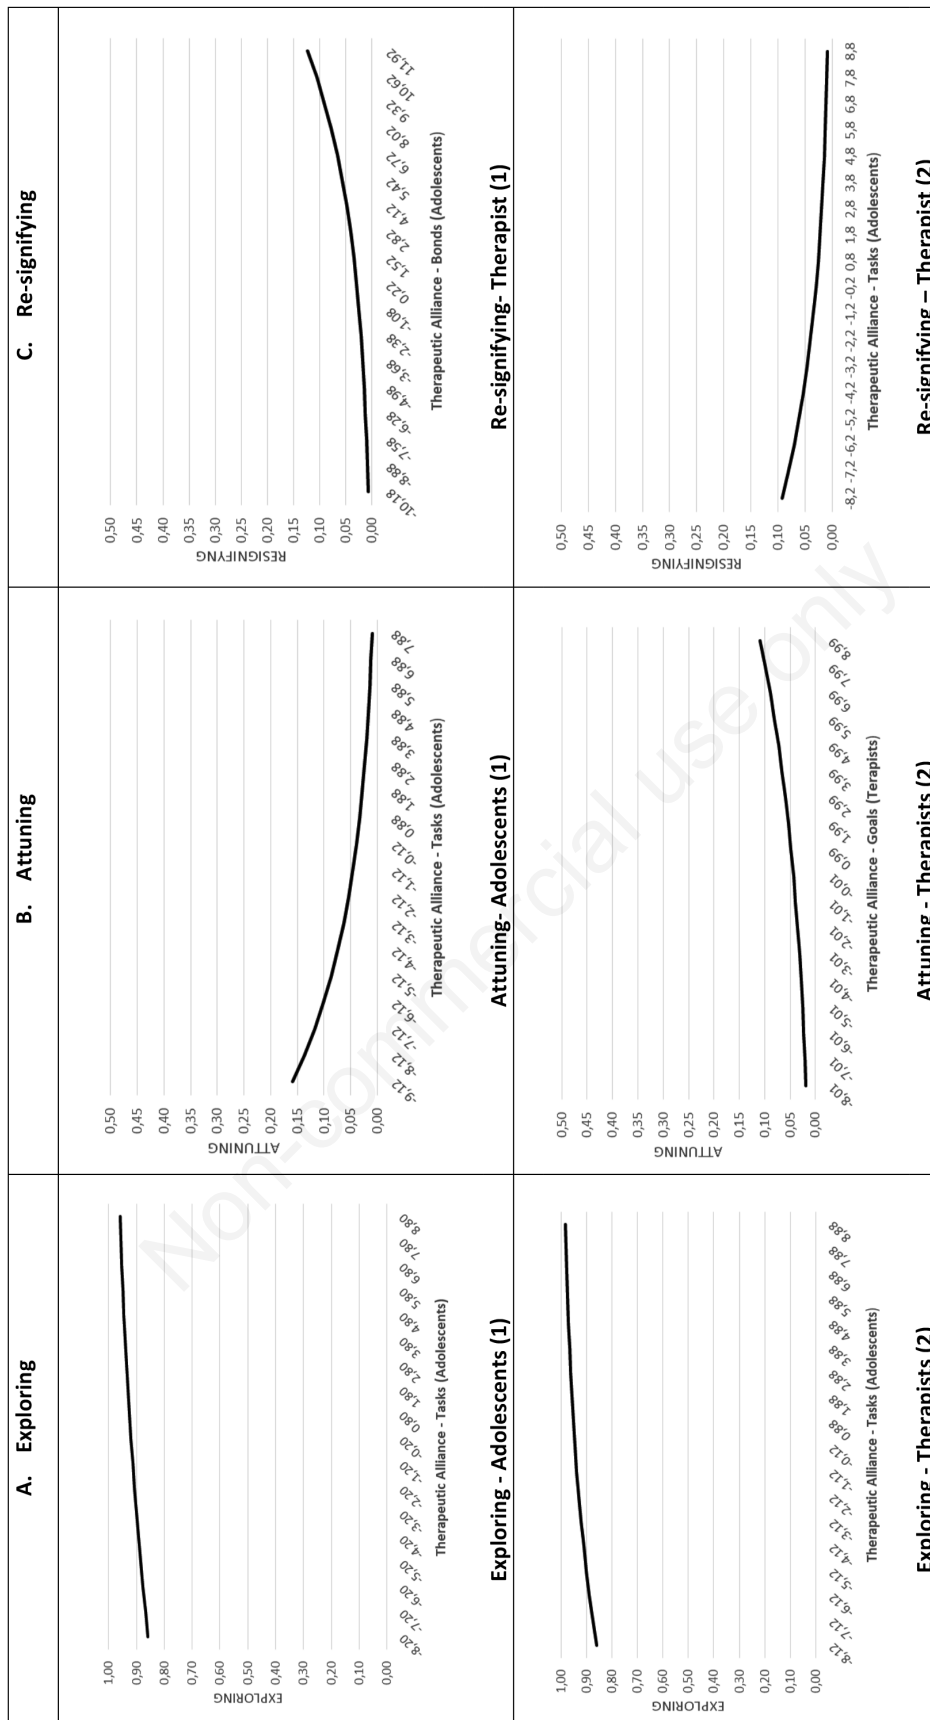 A. Exploring
B. Attuning
C. Re-signifying
EXPLORING
1,00
0,90
0,80
0,70
0,60
0,50
0,40
0,30
0,20
0,10
0,00
-8,20 -7,20 -6,20 -5,20 -4,20 -3,20 -2,20 -1,20 -0,20 0,80 1,80 2,80 3,80 4,80 5,80 6,80 7,80 8,80
Therapeutic Alliance - Tasks (Adolescents)
Exploring - Adolescents (1)
ATTUNING
0,50
0,45
0,40
0,35
0,30
0,25
0,20
0,15
0,10
0,05
0,00
-9,12 -8,12 -7,12 -6,12 -5,12 -4,12 -3,12 -2,12 -1,12 -0,12 0,88 1,88 2,88 3,88 4,88 5,88 6,88 7,88
Therapeutic Alliance - Tasks (Adolescents)
Attuning- Adolescents (1)
RESIGNIFYNG
0,50
0,45
0,40
0,35
0,30
0,25
0,20
0,15
0,10
0,05
0,00
-10,18 -8,88 -7,58 -6,28 -4,98 -3,68 -2,38 -1,08 0,22 1,52 2,82 4,12 5,42 6,72 8,02 9,32 10,62 11,92
Therapeutic Alliance - Bonds (Adolescents)
Re-signifying- Therapist (1)
EXPLORING
1,00
0,90
0,80
0,70
0,60
0,50
0,40
0,30
0,20
0,10
0,00
-8,12 -7,12 -6,12 -5,12 -4,12 -3,12 -2,12 -1,12 -0,12 0,88 1,88 2,88 3,88 4,88 5,88 6,88 7,88 8,88
Therapeutic Alliance - Tasks (Adolescents)
Exploring - Therapists (2)
ATTUNING
0,50
0,45
0,40
0,35
0,30
0,25
0,20
0,15
0,10
0,05
0,00
-8,01 -7,01 -6,01 -5,01 -4,01 -3,01 -2,01 -1,01 -0,01 0,99 1,99 2,99 3,99 4,99 5,99 6,99 7,99 8,99
Therapeutic Alliance - Goals (Terapists)
Attuning - Therapists (2)
RESIGNIFYING
0,50
0,45
0,40
0,35
0,30
0,25
0,20
0,15
0,10
0,05
0,00
-8,2 -7,2 -6,2 -5,2 -4,2 -3,2 -2,2 -1,2 -0,2 0,8 1,8 2,8 3,8 4,8 5,8 6,8 7,8 8,8
Therapeutic Alliance - Tasks (Adolescents)
Re-signifying – Therapist (2)
Non-commercial use only